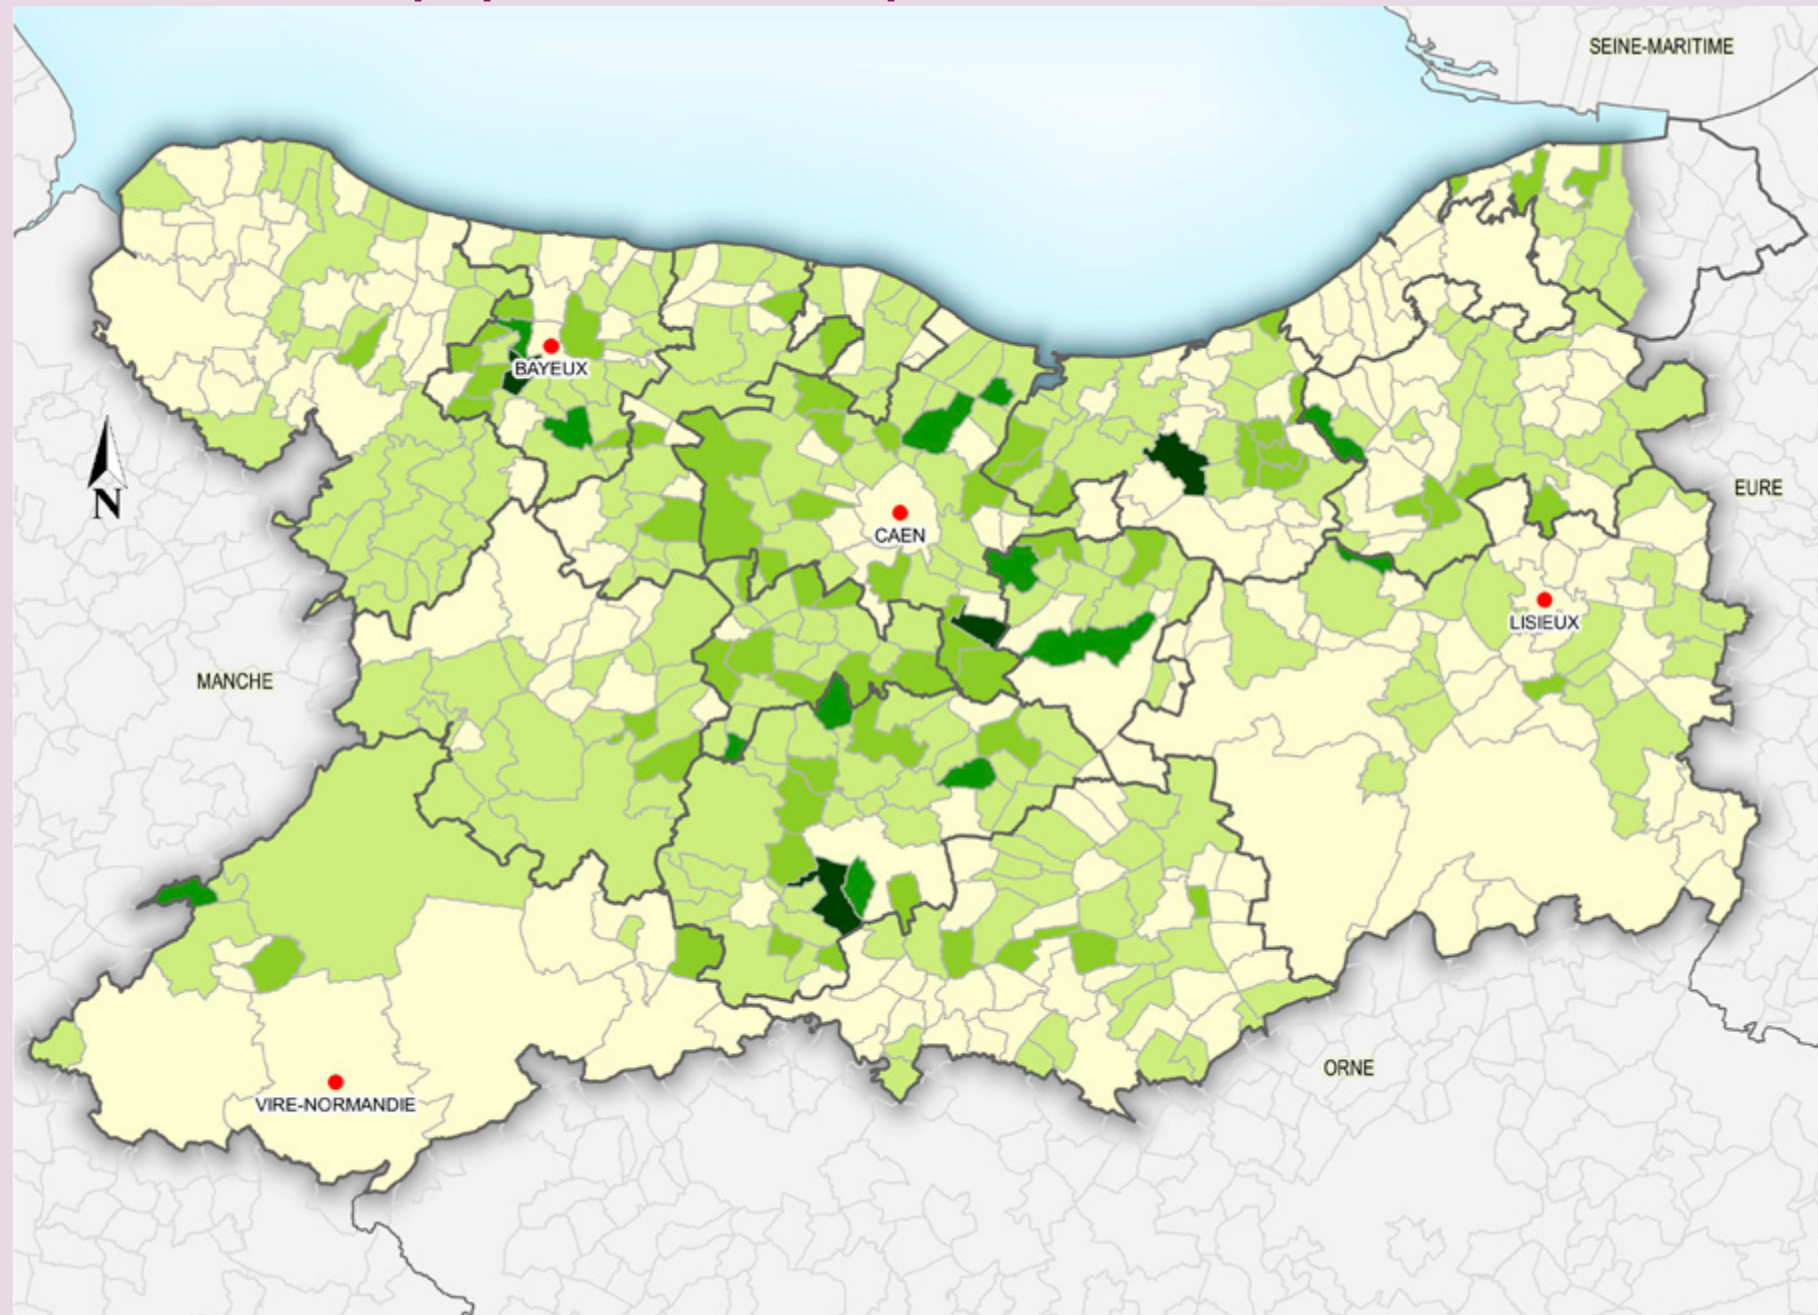 SEINE-MARITIME
BAYEUX
EURE
N
CAEN
LISIEUX
MANCHE
ORNE
VIRE-NORMANDIE